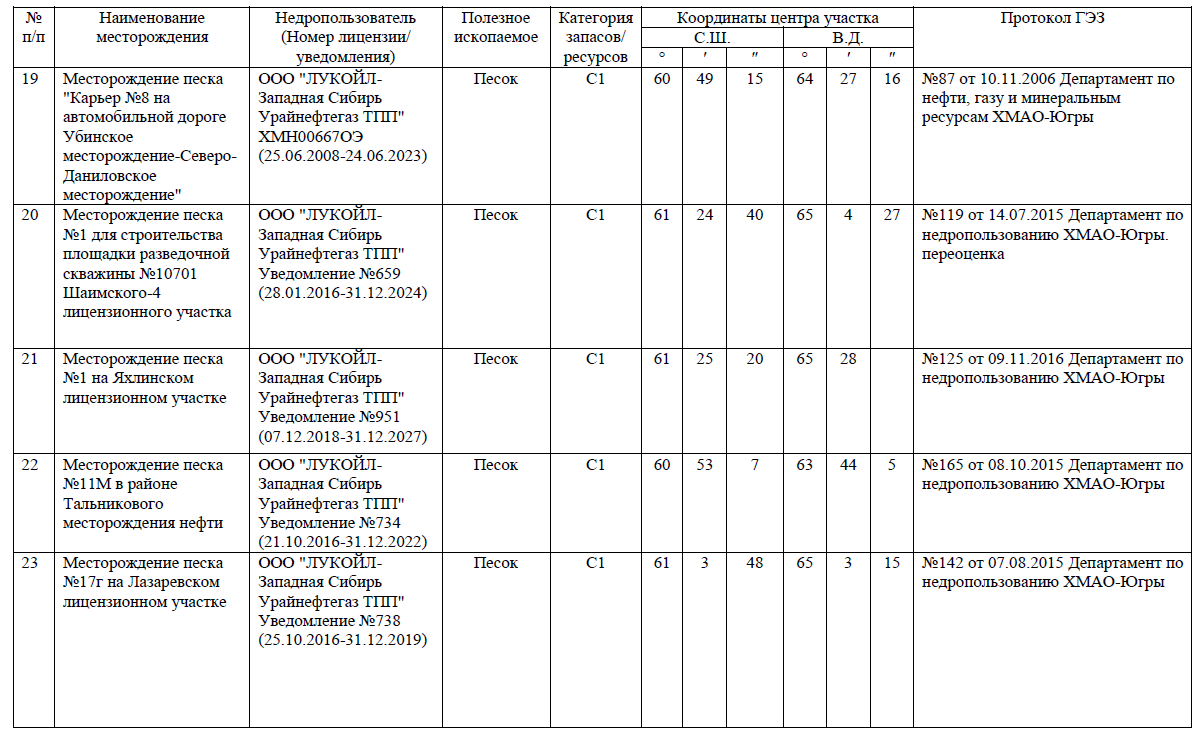 № п/п
Наименование месторождения
Недропользователь (Номер лицензии/ уведомления)
Полезное ископаемое
Категория запасов/ ресурсов
Координаты центра участка
Протокол ГЭЗ
С.Ш.
В.Д.
° ′ ″ ° ′ ″
19
Месторождение песка
"Карьер №8 на
автомобильной дороге
Убинское
месторождение-Северо-
Даниловское
месторождение"
ООО "ЛУКОЙЛ-
Западная Сибирь
Урайнефтегаз ТПП"
ХМН00667ОЭ
(25.06.2008-24.06.2023)
Песок
С1
60 49 15 64 27 16
№87 от 10.11.2006 Департамент по
нефти, газу и минеральным
ресурсам ХМАО-Югры
20
Месторождение песка
№1 для строительства
площадки разведочной
скважины №10701
Шаимского-4
лицензионного участка
ООО "ЛУКОЙЛ-
Западная Сибирь
Урайнефтегаз ТПП"
Уведомление №659
(28.01.2016-31.12.2024)
Песок
С1
61 24 40 65 4 27
№119 от 14.07.2015 Департамент по
недропользованию ХМАО-Югры.
переоценка
21
Месторождение песка
№1 на Яхлинском
лицензионном участке
ООО "ЛУКОЙЛ-
Западная Сибирь
Урайнефтегаз ТПП"
Уведомление №951
(07.12.2018-31.12.2027)
Песок
С1
61 25 20 65 28
№125 от 09.11.2016 Департамент по
недропользованию ХМАО-Югры
22
Месторождение песка
№11М в районе
Тальникового
месторождения нефти
ООО "ЛУКОЙЛ-
Западная Сибирь
Урайнефтегаз ТПП"
Уведомление №734
(21.10.2016-31.12.2022)
Песок
С1
60 53 7 63 44 5
№165 от 08.10.2015 Департамент по
недропользованию ХМАО-Югры
23
Месторождение песка
№17г на Лазаревском
лицензионном участке
ООО "ЛУКОЙЛ-
Западная Сибирь
Урайнефтегаз ТПП"
Уведомление №738
(25.10.2016-31.12.2019)
Песок
С1
61 3 48 65 3 15
№142 от 07.08.2015 Департамент по
недропользованию ХМАО-Югры